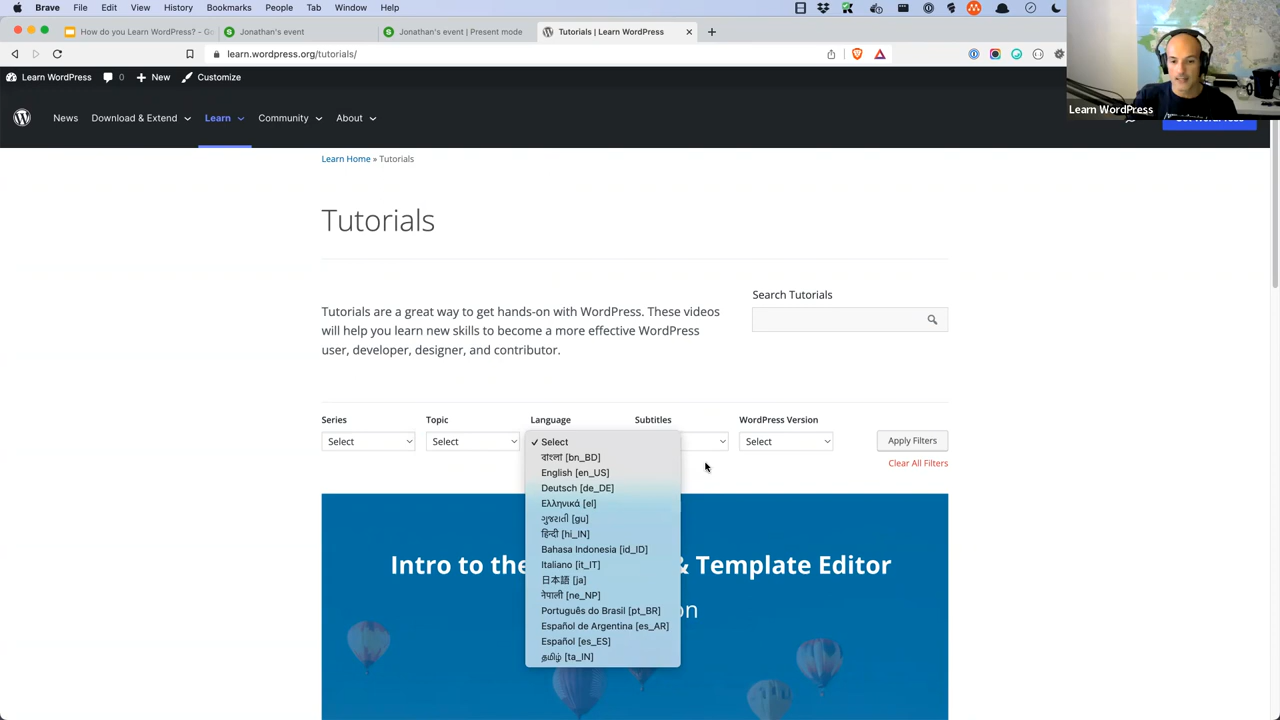 Brave File Edit View History Bookmarks People Tab Window Help
How do you Learn WordPress? - Go
Jonathan's event
Jonathan's event | Present mode
Tutorials | Learn WordPress
learn.wordpress.org/tutorials/
Learn WordPress 0 New Customize
Learn WordPress
News Download & Extend Learn Community About
Learn Home » Tutorials
Tutorials
Search Tutorials
Tutorials are a great way to get hands-on with WordPress. These videos
will help you learn new skills to become a more effective WordPress
user, developer, designer, and contributor.
Series Topic Language Subtitles WordPress Version
Select Select Select Select Apply Filters
Clear All Filters
বাংলা [bn_BD]
English [en_US]
Deutsch [de_DE]
Ελληνικά [el]
ગુજરાતી [gu]
हिन्दी [hi_IN]
Bahasa Indonesia [id_ID]
Italiano [it_IT]
日本語 [ja]
नेपाली [ne_NP]
Português do Brasil [pt_BR]
Español de Argentina [es_AR]
Español [es_ES]
தமிழ் [ta_IN]
Intro to the & Template Editor
on